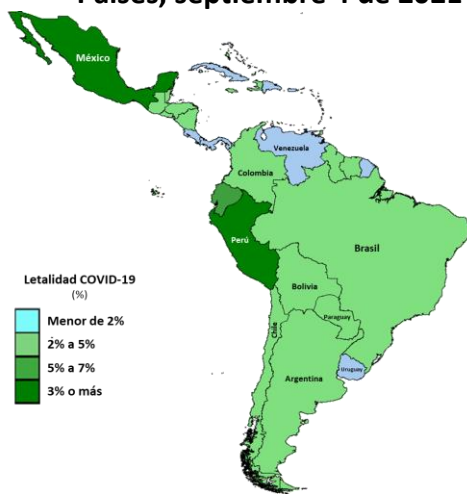 Países, septiembre 4 de 2021
México
Venezuela
Colombia
Perú
Brasil
Bolivia
Paraguay
Chile
Uruguay
Argentina
Letalidad COVID-19
(%)
Menor de 2%
2% a 5%
5% a 7%
3% o más